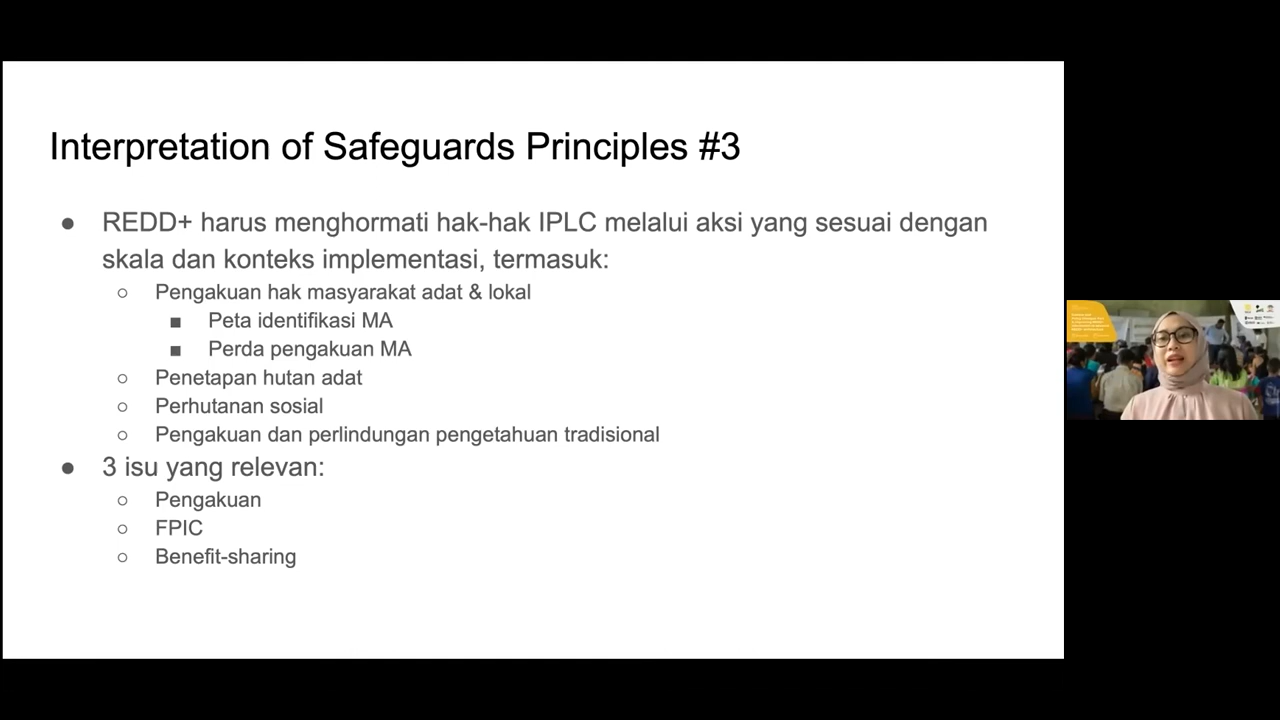 Interpretation of Safeguards Principles #3
● REDD+ harus menghormati hak-hak IPLC melalui aksi yang sesuai dengan
skala dan konteks implementasi, termasuk:
○ Pengakuan hak masyarakat adat & lokal
■ Peta identifikasi MA
■ Perda pengakuan MA
○ Penetapan hutan adat
○ Perhutanan sosial
○ Pengakuan dan perlindungan pengetahuan tradisional
● 3 isu yang relevan:
○ Pengakuan
○ FPIC
○ Benefit-sharing